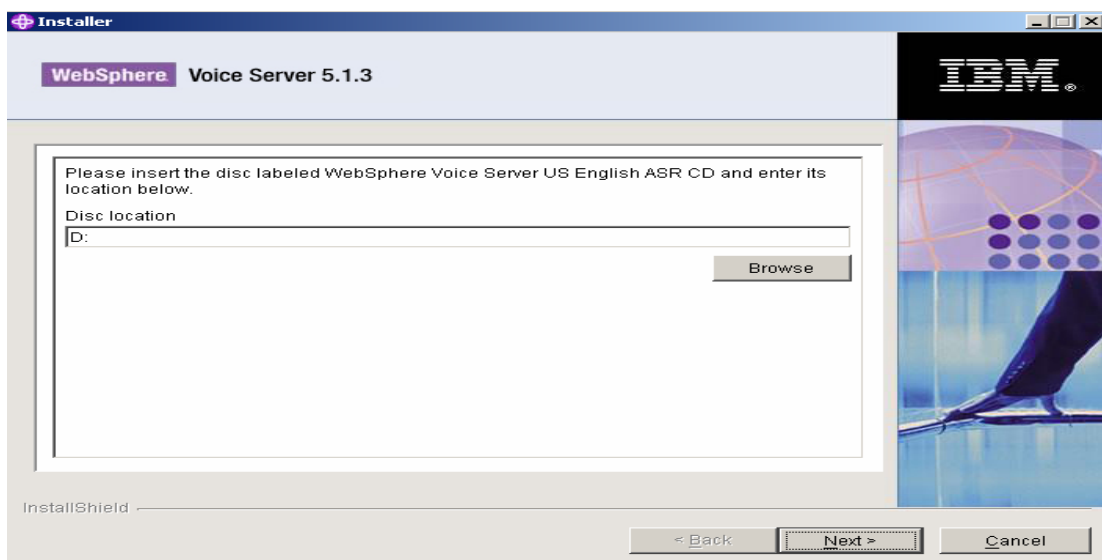 Installer
WebSphere. Voice Server 5.1.3
IBM®
Please insert the disc labeled WebSphere Voice Server US English ASR CD and enter its
location below.
Disc location
D:
Browse
InstallShield
< Back
Next >
Cancel